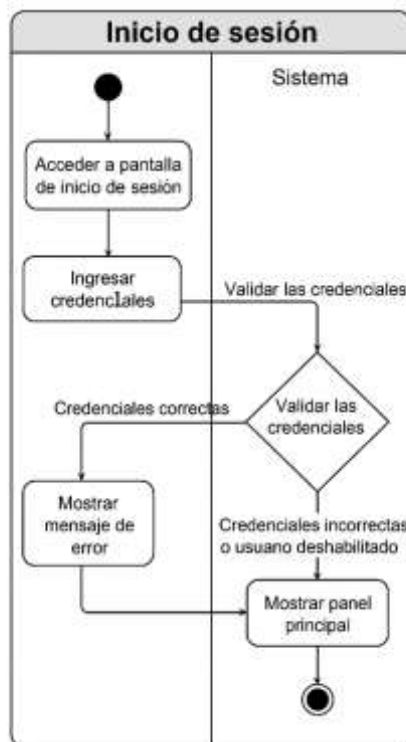 Inicio de sesión
Sistema
Acceder a pantalla
de inicio de sesión
Ingresar
credenciales
Validar las credenciales
Validar las
credenciales
Credenciales correctas
Mostrar
mensaje de
error
Credenciales incorrectas
o usuano deshabilitado
Mostrar panel
principal